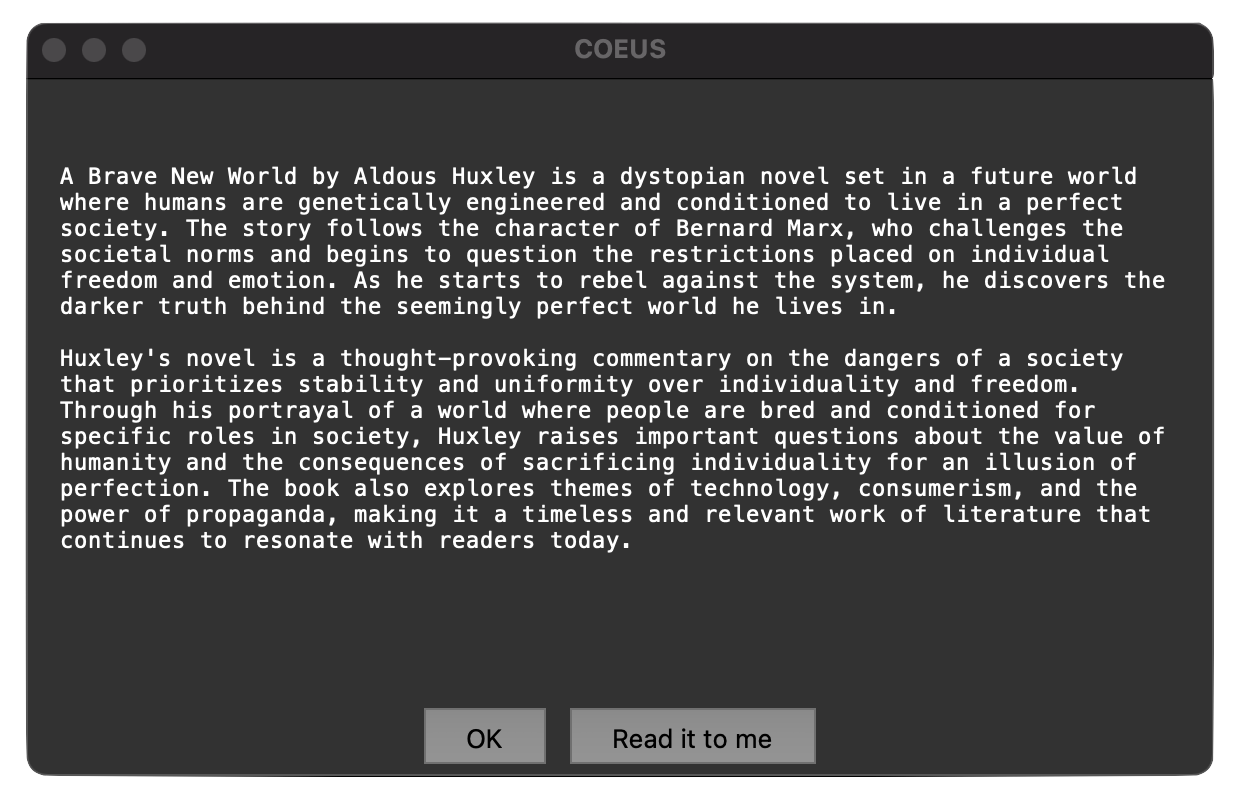 COEUS
A Brave New World by Aldous Huxley is a dystopian novel set in a future world
where humans are genetically engineered and conditioned to live in a perfect
society. The story follows the character of Bernard Marx, who challenges the
societal norms and begins to question the restrictions placed on individual
freedom and emotion. As he starts to rebel against the system, he discovers the
darker truth behind the seemingly perfect world he lives in.
Huxley's novel is a thought-provoking commentary on the dangers of a society
that prioritizes stability and uniformity over individuality and freedom.
Through his portrayal of a world where people are bred and conditioned for
specific roles in society, Huxley raises important questions about the value of
humanity and the consequences of sacrificing individuality for an illusion of
perfection. The book also explores themes of technology, consumerism, and the
power of propaganda, making it a timeless and relevant work of literature that
continues to resonate with readers today.
OK
Read it to me